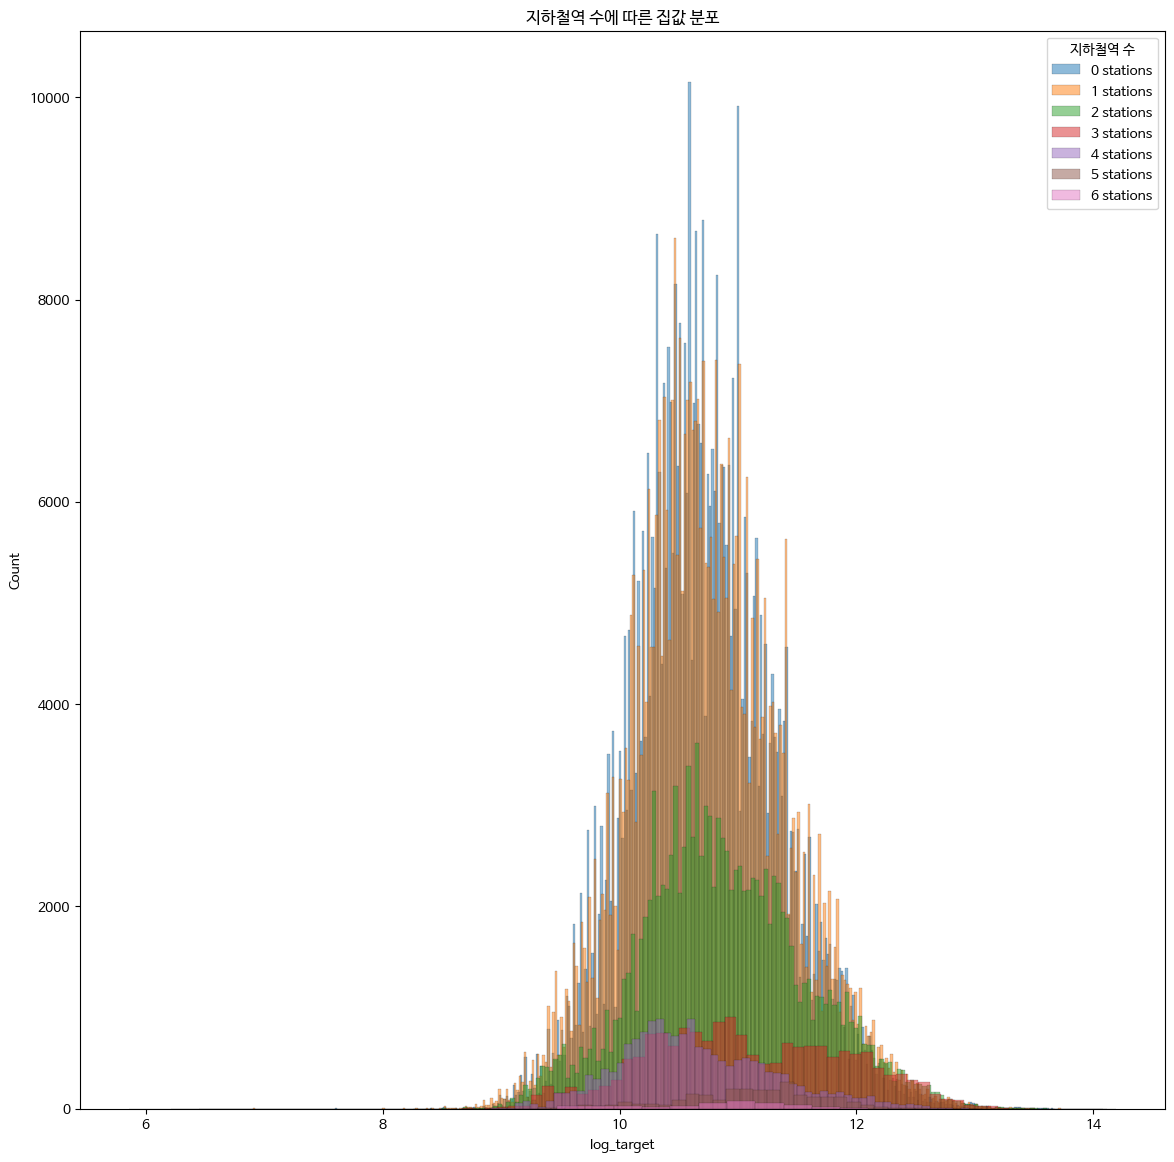 지하철역 수에 따른 집값 분포
지하철역 수
0 stations
1 stations
2 stations
3 stations
4 stations
5 stations
6 stations
10000
8000
6000
4000
2000
0
Count
6
8
10
12
14
log_target